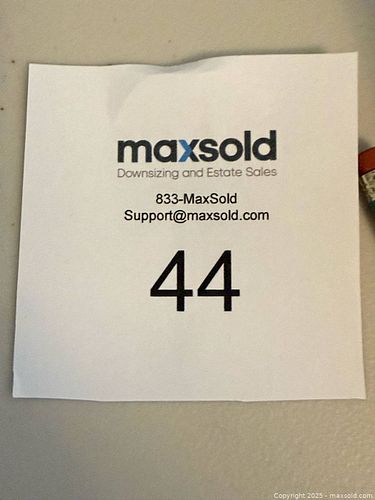 maxsold
Downsizing and Estate Sales
833-MaxSold
Support@maxsold.com
44
Copyright 2025 - maxsold.com